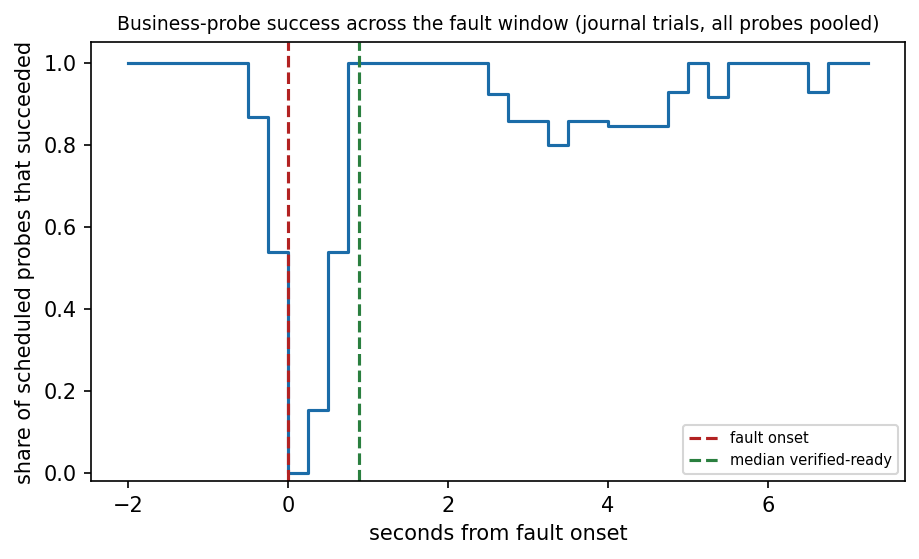 Business-probe success across the fault window (journal trials, all probes pooled)
share of scheduled probes that succeeded
1.0
0.8
0.6
0.4
0.2
0.0
fault onset
median verified-ready
−2
0
2
4
6
seconds from fault onset